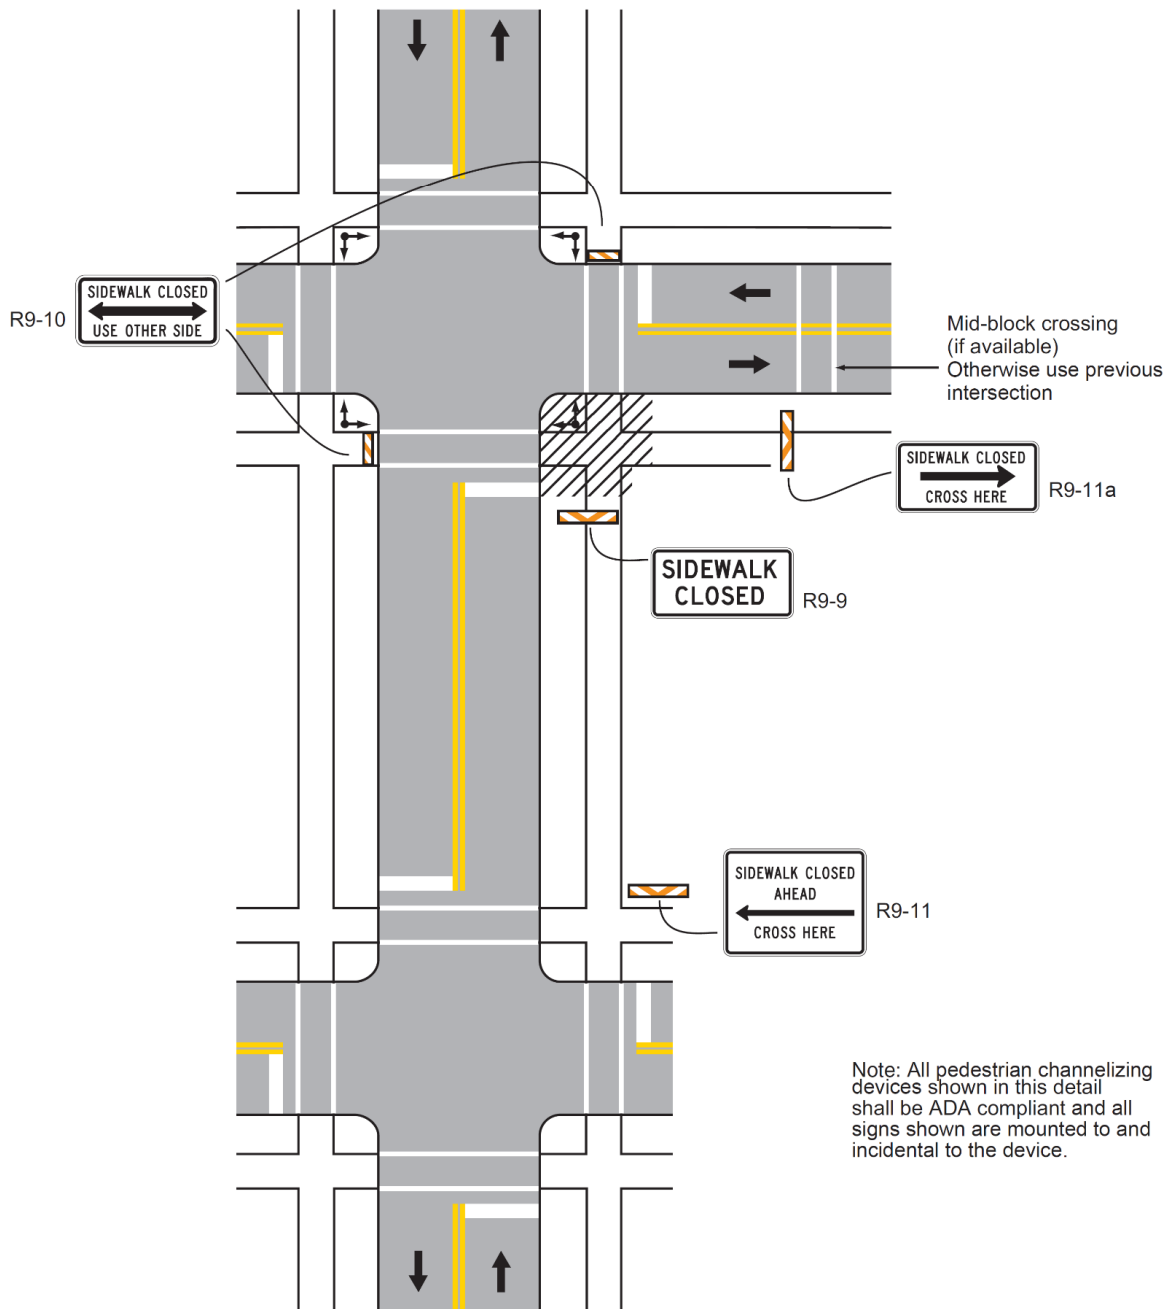 SIDEWALK CLOSED
USE OTHER SIDE
R9-10
Mid-block crossing
(if available)
Otherwise use previous
intersection
SIDEWALK CLOSED
CROSS HERE
R9-11a
SIDEWALK
CLOSED
R9-9
SIDEWALK CLOSED
AHEAD
CROSS HERE
R9-11
Note: All pedestrian channelizing
devices shown in this detail
shall be ADA compliant and all
signs shown are mounted to and
incidental to the device.